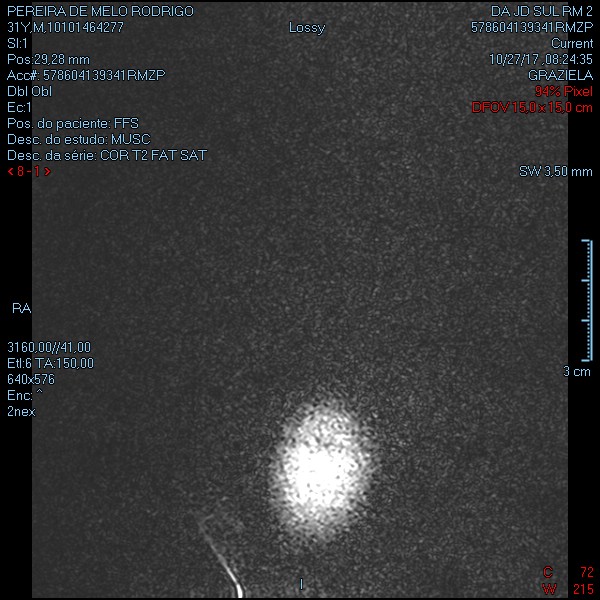 PEREIRA DE MELO RODRIGO
31Y,M,10101464277
Sl:1
Pos:29,28 mm
Acc#: 578604139341RMZP
Dbl Obl
Ec:1
Pos. do paciente: FFS
Desc. do estudo: MUSC
Desc. da série: COR T2 FAT SAT
< 8 - 1 >
Lossy
DA JD SUL RM 2
578604139341RMZP
Current
10/27/17 ,08:24:35
GRAZIELA
94% Pixel
DFOV 15,0 x 15,0 cm
SW 3,50 mm
RA
3160,00//41,00
Etl:6 TA:150,00
640x576
Enc: ^
2nex
3 cm
I
C 72
W 215